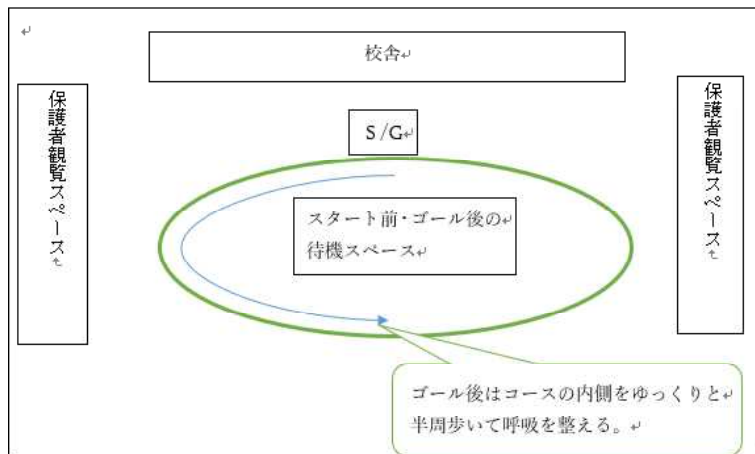 校舎
保護者観覧スペース
保護者観覧スペース
S/G
スタート前・ゴール後の
待機スペース
ゴール後はコースの内側をゆっくりと
半周歩いて呼吸を整える。